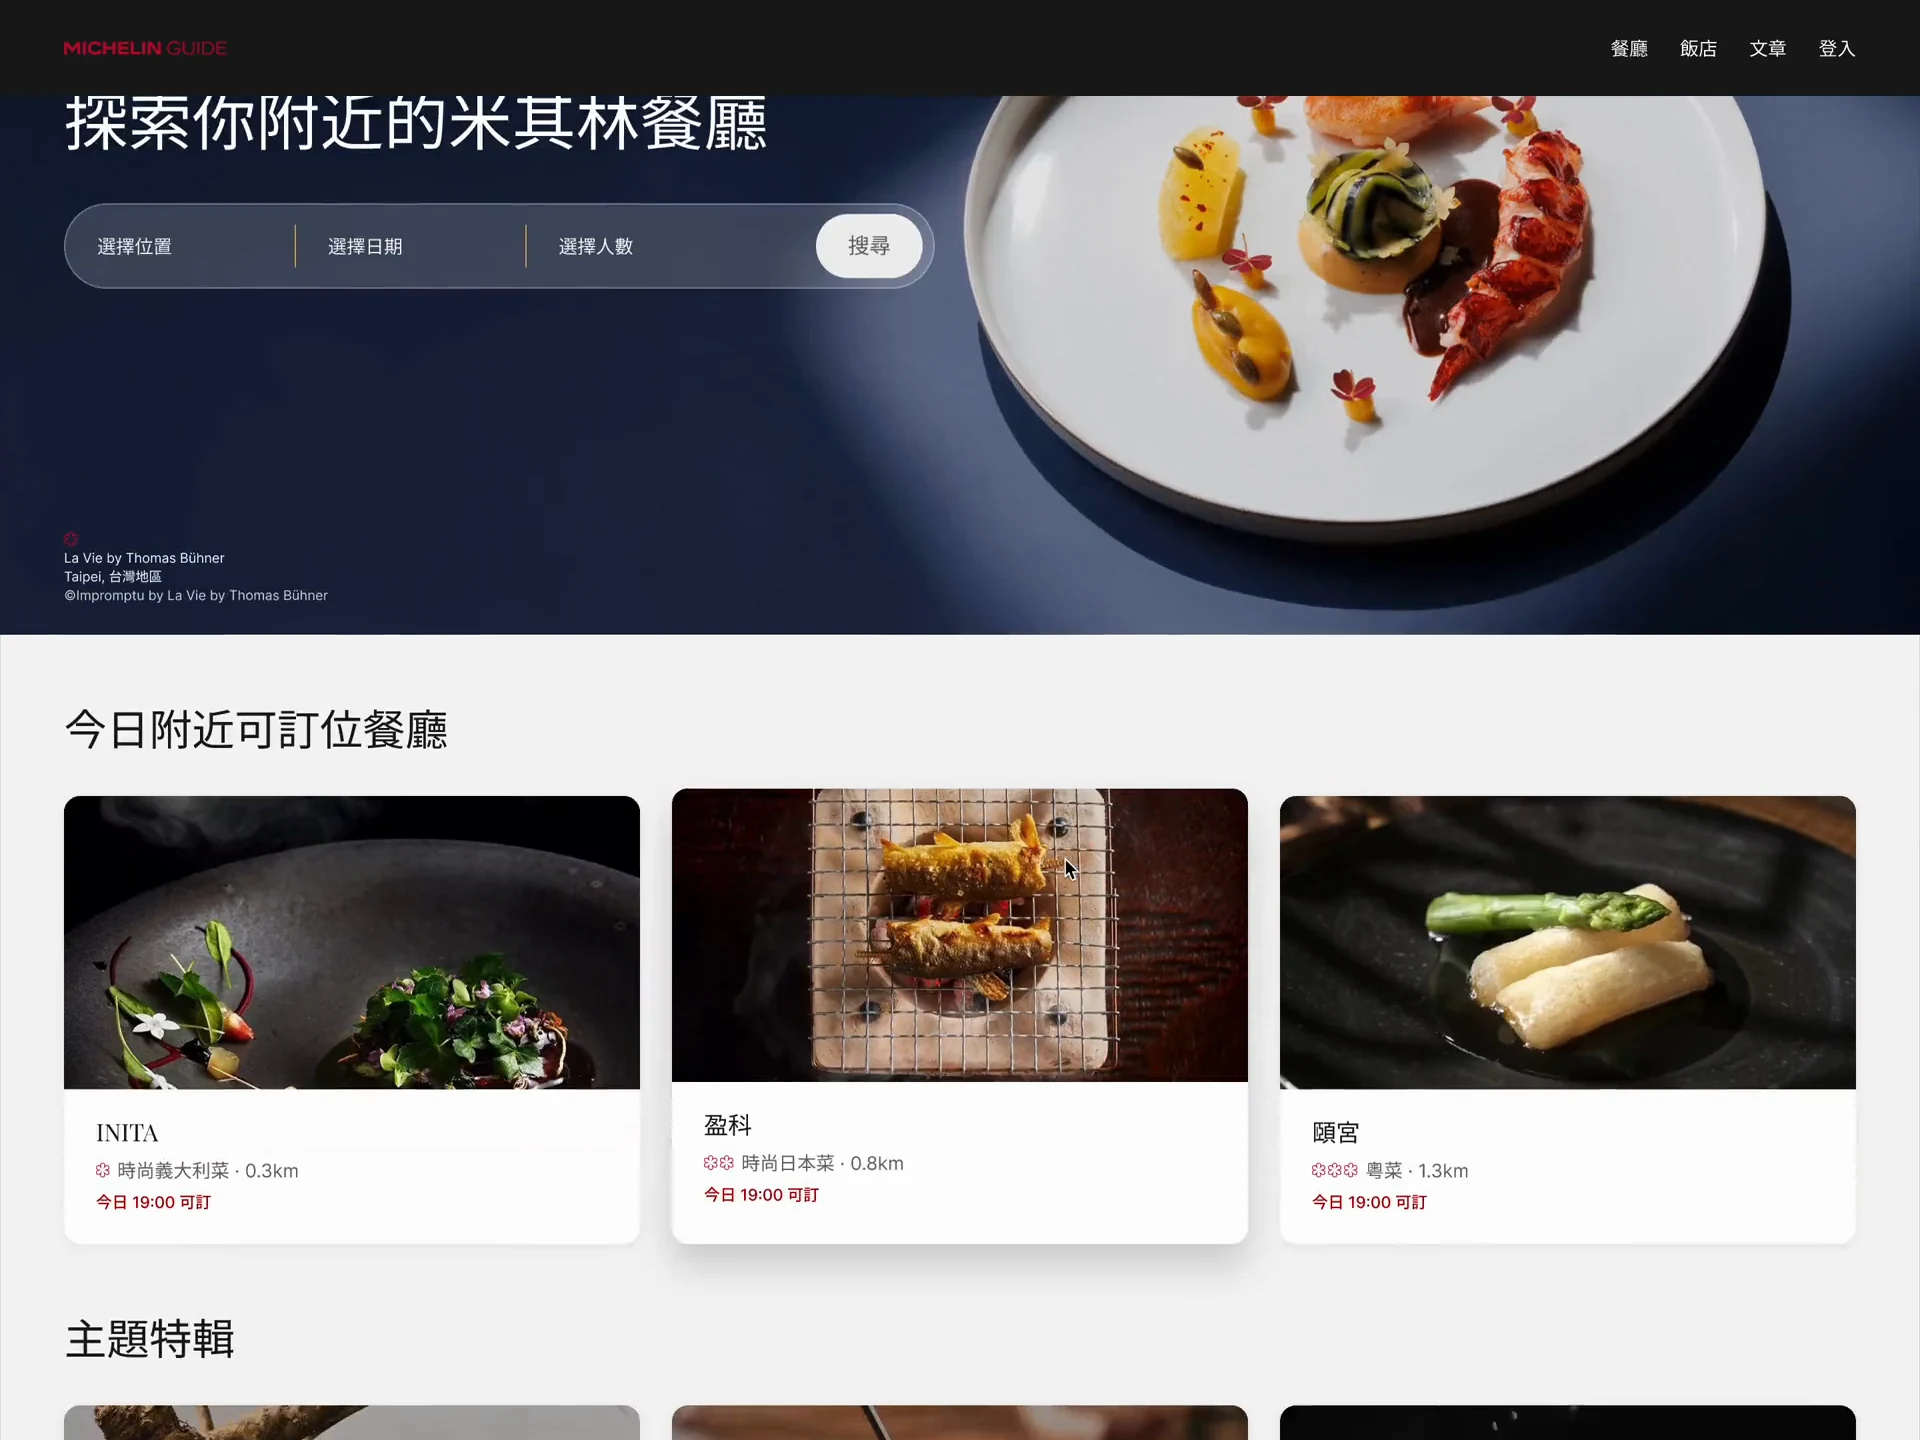 MICHELIN GUIDE
餐廳
飯店
文章
登入
探索你附近的米其林餐廳
選擇位置
選擇日期
選擇人數
搜尋
La Vie by Thomas Bühner
Taipei, 台灣地區
©Impromptu by La Vie by Thomas Bühner
今日附近可訂位餐廳
INITA
時尚義大利菜 · 0.3km
今日 19:00 可訂
盈科
時尚日本菜 · 0.8km
今日 19:00 可訂
頤宮
粵菜 · 1.3km
今日 19:00 可訂
主題特輯